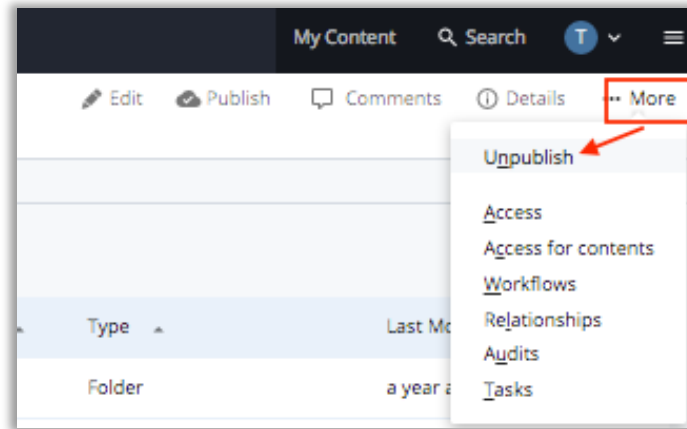 My Content Search T
Edit Publish Comments Details ... More
Unpublish
Access
Access for contents
Workflows
Relationships
Audits
Tasks
Type Last Mo
Folder a year a